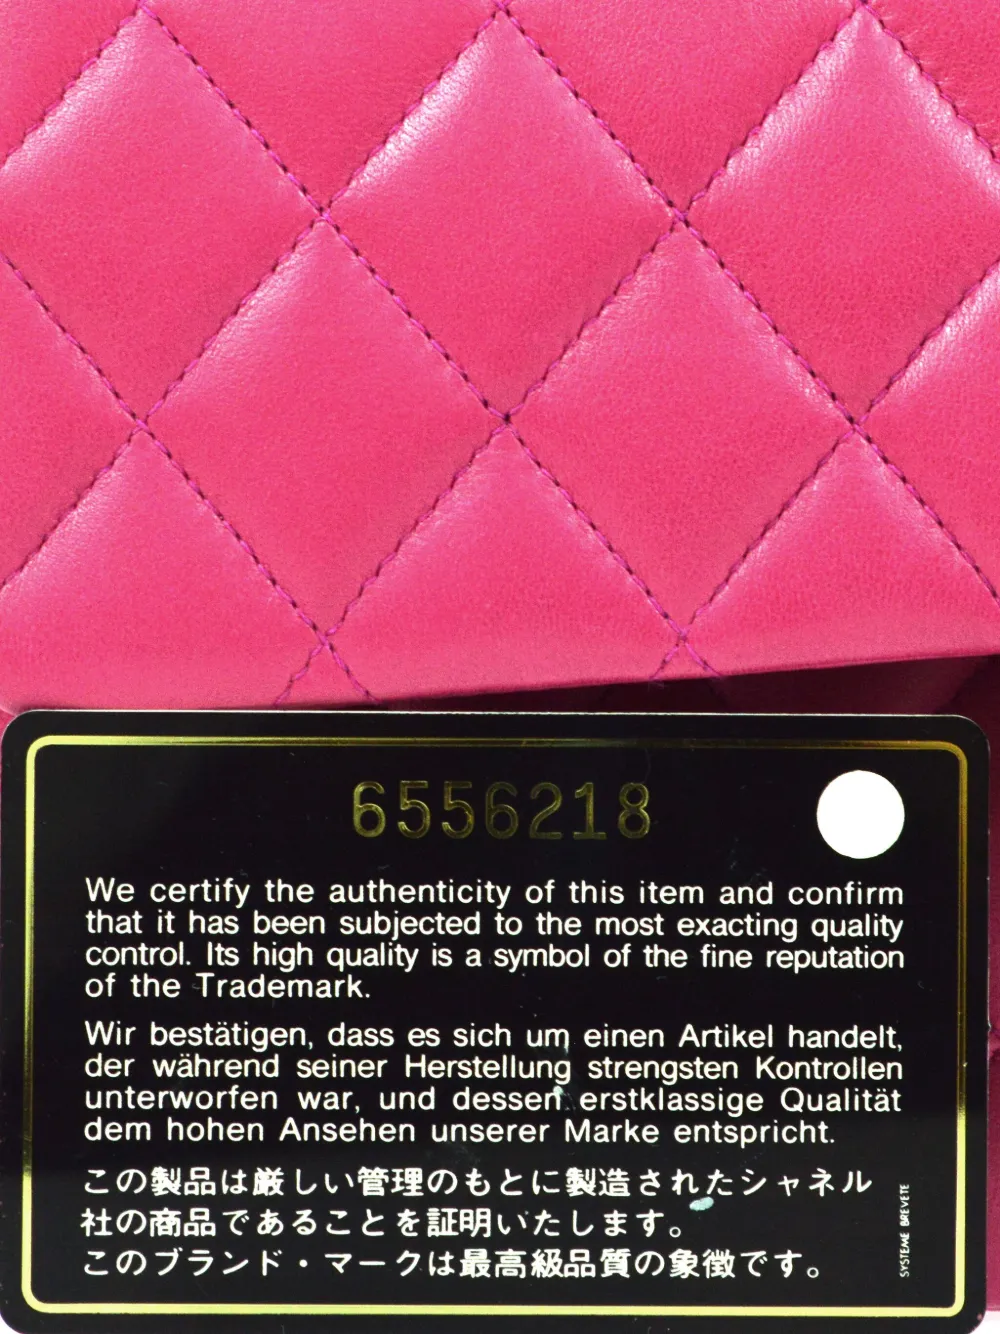 6556218
We certify the authenticity of this item and confirm
that it has been subjected to the most exacting quality
control. Its high quality is a symbol of the fine reputation
of the Trademark.
Wir bestätigen, dass es sich um einen Artikel handelt,
der während seiner Herstellung strengsten Kontrollen
unterworfen war, und dessen erstklassige Qualität
dem hohen Ansehen unserer Marke entspricht.
この製品は厳しい管理のもとに製造されたシャネル
社の商品であることを証明いたします。
このブランド・マークは最高級品質の象徴です。
SYSTEME BREVETE